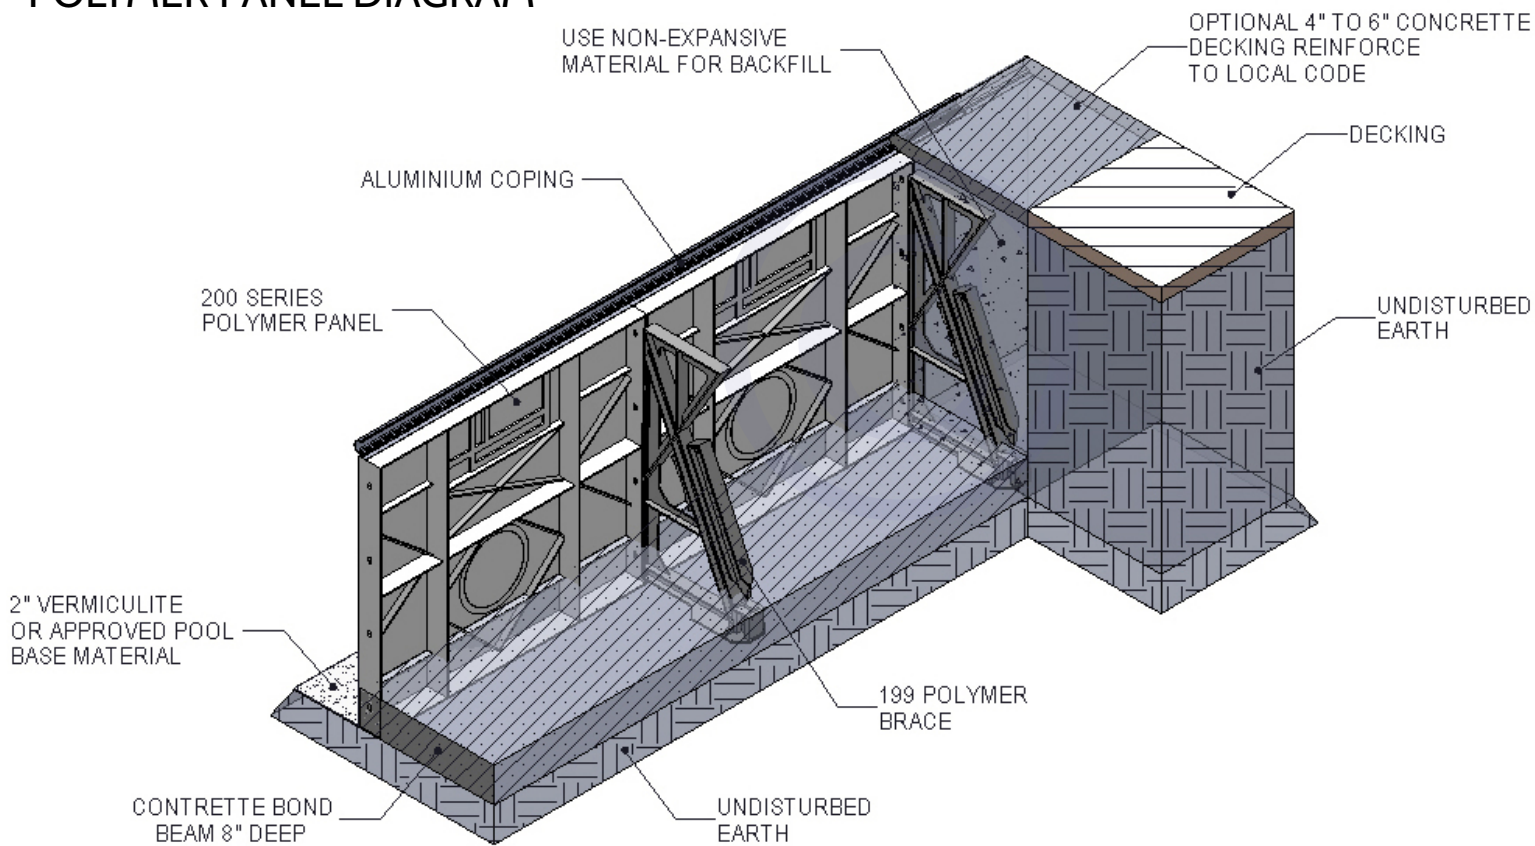 POLYMER PANEL DIAGRAM
USE NON-EXPANSIVE
MATERIAL FOR BACKFILL
OPTIONAL 4" TO 6" CONCRETTE
DECKING REINFORCE
TO LOCAL CODE
DECKING
ALUMINIUM COPING
200 SERIES
POLYMER PANEL
UNDISTURBED
EARTH
2" VERMICULITE
OR APPROVED POOL
BASE MATERIAL
199 POLYMER
BRACE
CONTRETTE BOND
BEAM 8" DEEP
UNDISTURBED
EARTH